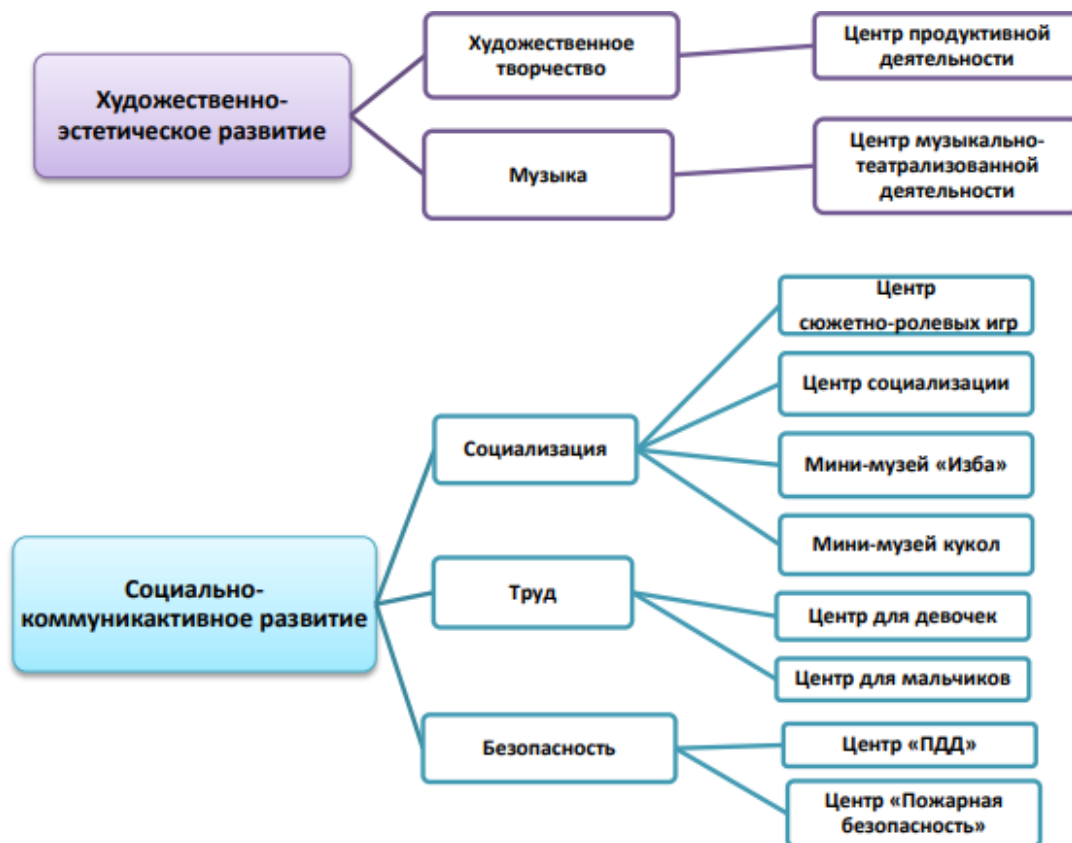 Художественно-
эстетическое развитие
Художественное
творчество
Центр продуктивной
деятельности
Музыка
Центр музыкально-
театрализованной
деятельности
Социально-
коммуникактивное развитие
Социализация
Центр
сюжетно-ролевых игр
Центр социализации
Мини-музей «Изба»
Мини-музей кукол
Труд
Центр для девочек
Центр для мальчиков
Безопасность
Центр «ПДД»
Центр «Пожарная
безопасность»